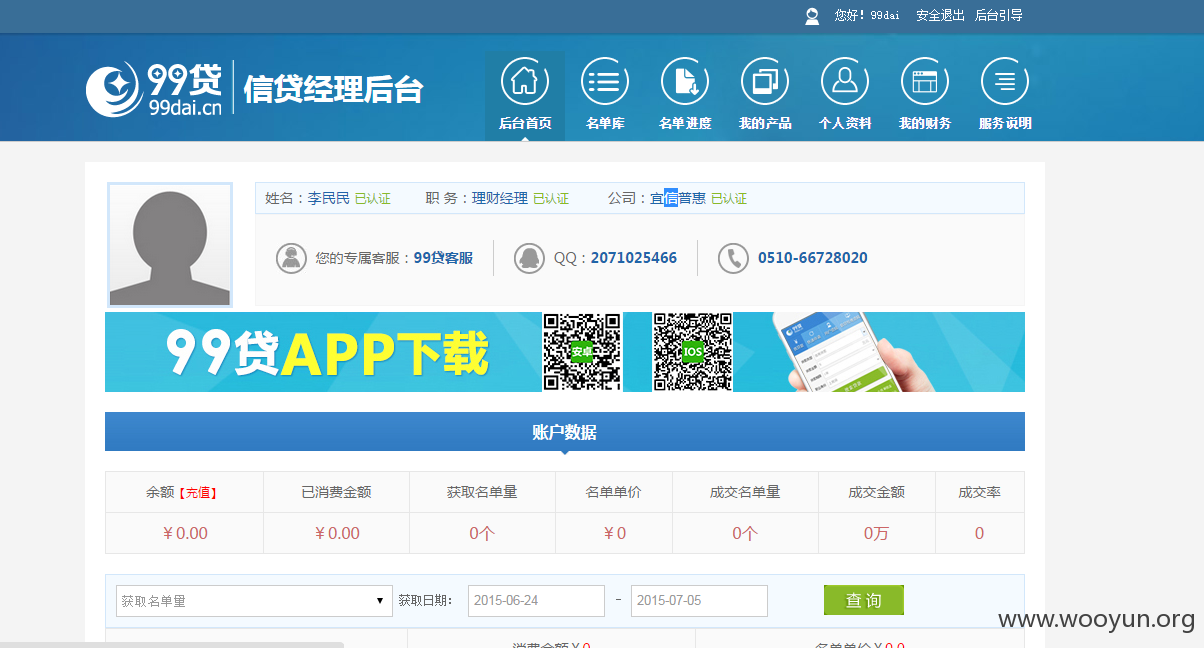 您好！99dai 安全退出 后台引导
99贷 99dai.cn 信贷经理后台
后台首页 名单库 名单进度 我的产品 个人资料 我的财务 服务说明
姓名：李民民 已认证 职 务：理财经理 已认证 公司：宜信普惠 已认证
您的专属客服：99贷客服 QQ：2071025466 0510-66728020
99贷APP下载 安卓 IOS
账户数据
余额【充值】 已消费金额 获取名单量 名单单价 成交名单量 成交金额 成交率
￥0.00 ￥0.00 0个 ￥0 0个 0万 0
获取名单量 获取日期： 2015-06-24 - 2015-07-05 查询
www.wooyun.org
消费金额￥0 名单单价￥0.0